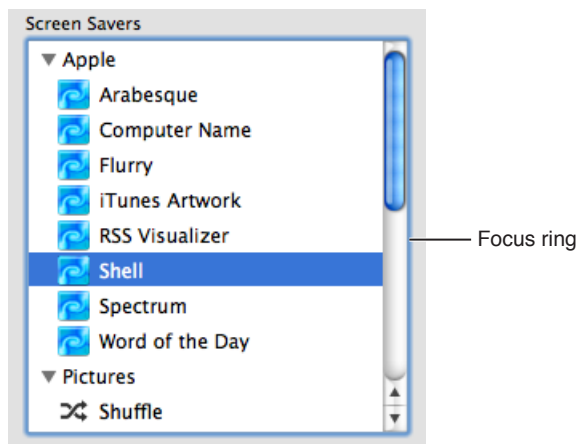 Screen Savers
Apple
Arabesque
Computer Name
Flurry
iTunes Artwork
RSS Visualizer
Focus ring
Shell
Spectrum
Word of the Day
Pictures
Shuffle